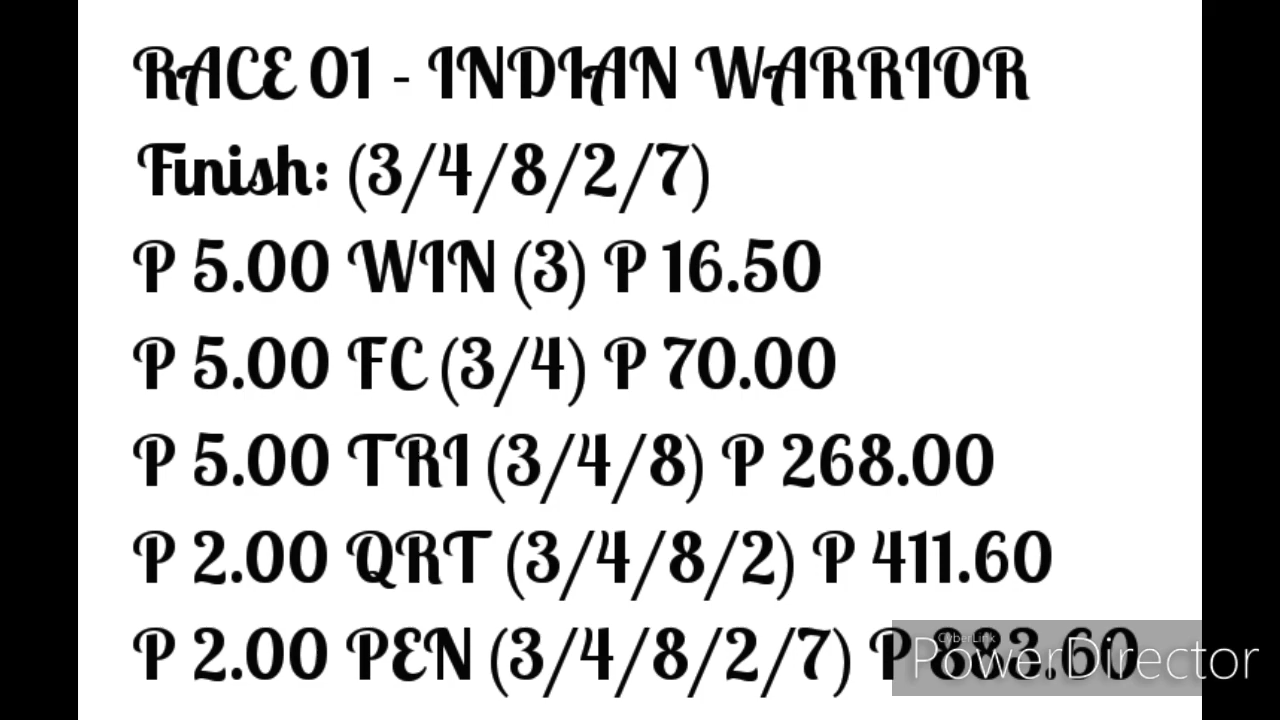 RACE 01 - INDIAN WARRIOR
Finish: (3/4/8/2/7)
P 5.00 WIN (3) P 16.50
P 5.00 FC (3/4) P 70.00
P 5.00 TRI (3/4/8) P 268.00
P 2.00 QRT (3/4/8/2) P 411.60
P 2.00 PEN (3/4/8/2/7) P
CyberLink
PowerDirector